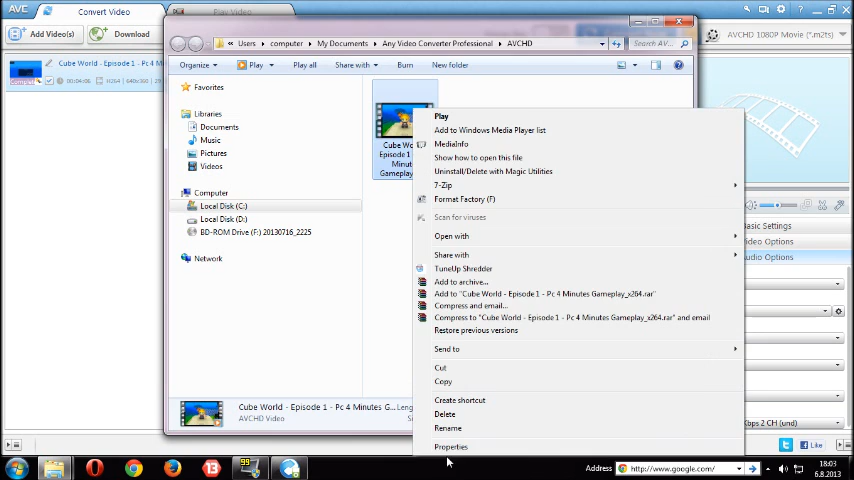 AVC
Convert Video
Play Video
Add Video(s)
Download
AVCHD 1080P Movie (*.m2ts)
Cube World - Episode 1 - Pc 4 M
00:04:06
H264
640x360
29
Users
computer
My Documents
Any Video Converter Professional
AVCHD
Search AV...
Organize
Play
Play all
Share with
Burn
New folder
Favorites
Libraries
Documents
Music
Pictures
Videos
Computer
Local Disk (C:)
Local Disk (D:)
BD-ROM Drive (F:) 20130716_2225
Network
Cube Wo
Episode 1
Minut
Gameplay
Play
Add to Windows Media Player list
MediaInfo
Show how to open this file
Uninstall/Delete with Magic Utilities
7-Zip
Format Factory (F)
Scan for viruses
Open with
Share with
TuneUp Shredder
Add to archive...
Add to "Cube World - Episode 1 - Pc 4 Minutes Gameplay_x264.rar"
Compress and email...
Compress to "Cube World - Episode 1 - Pc 4 Minutes Gameplay_x264.rar" and email
Restore previous versions
Send to
Cut
Copy
Create shortcut
Delete
Rename
Properties
Basic Settings
Video Options
Audio Options
Kbps 2 CH (und)
Cube World - Episode 1 - Pc 4 Minutes G...
Leng
AVCHD Video
Like
99
Address
http://www.google.com/
18:03
6.8.2013